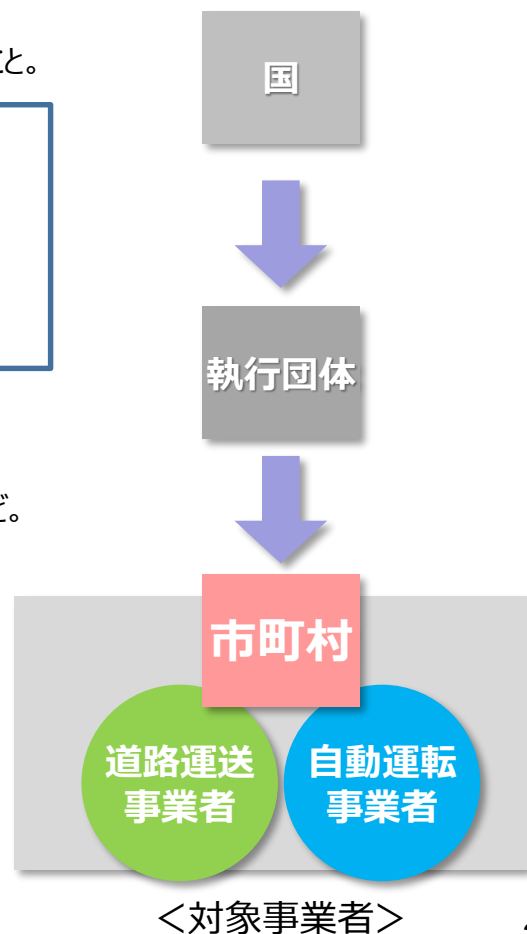 と。
国
執行団体
ど。
市町村
道路運送
事業者
自動運転
事業者
＜対象事業者＞